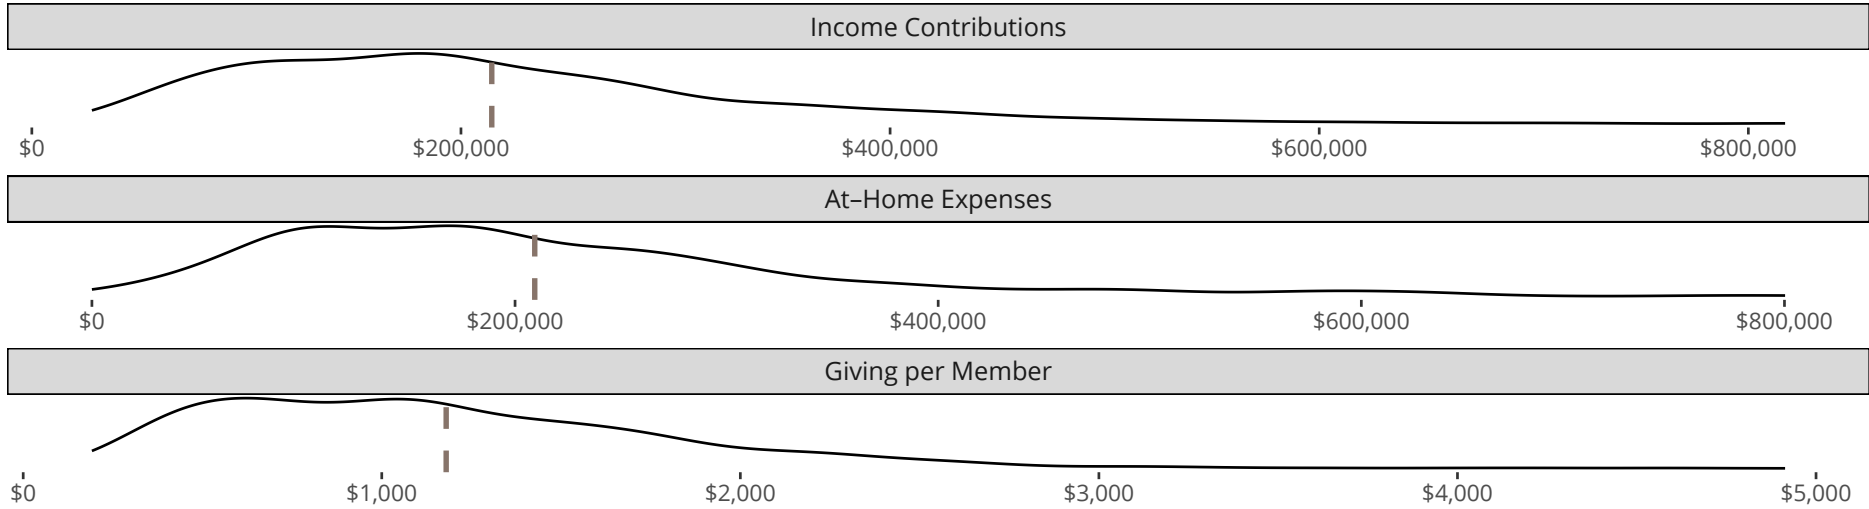 Income Contributions
$0 $200,000 $400,000 $600,000 $800,000
At–Home Expenses
$0 $200,000 $400,000 $600,000 $800,000
Giving per Member
$0 $1,000 $2,000 $3,000 $4,000 $5,000